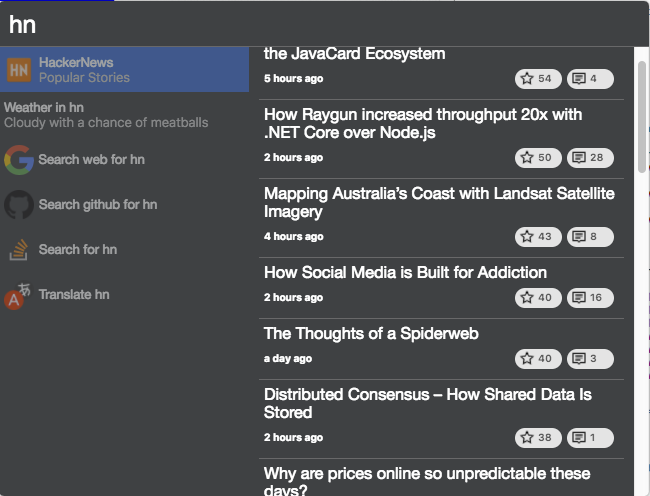 hn
HN
HackerNews
Popular Stories
Weather in hn
Cloudy with a chance of meatballs
Search web for hn
Search github for hn
Search for hn
Translate hn
the JavaCard Ecosystem
5 hours ago
54
4
How Raygun increased throughput 20x with
.NET Core over Node.js
2 hours ago
50
28
Mapping Australia’s Coast with Landsat Satellite
Imagery
4 hours ago
43
8
How Social Media is Built for Addiction
2 hours ago
40
16
The Thoughts of a Spiderweb
a day ago
40
3
Distributed Consensus – How Shared Data Is
Stored
2 hours ago
38
1
Why are prices online so unpredictable these
days?